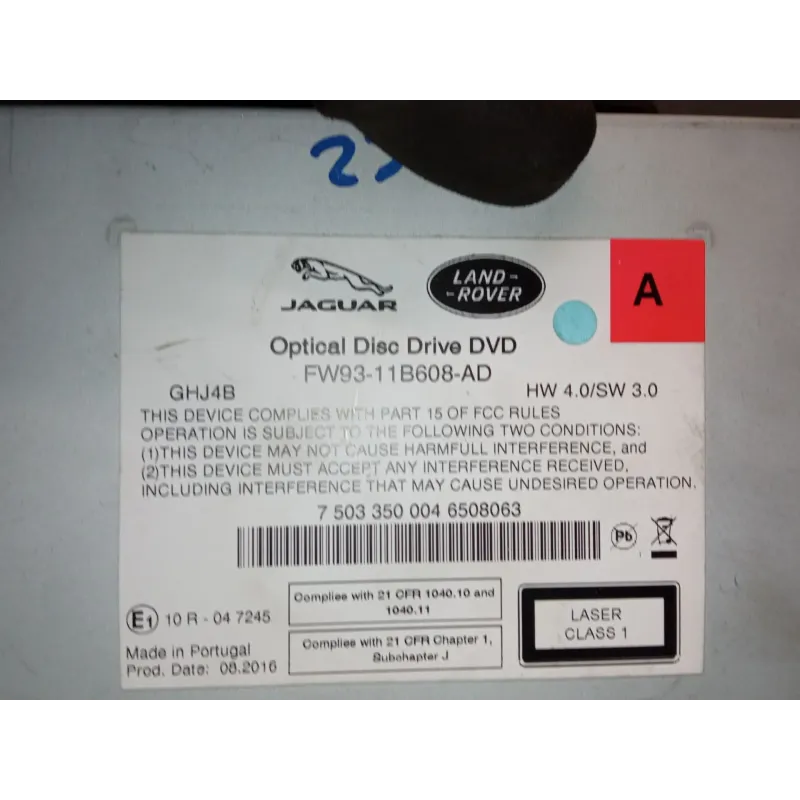 JAGUAR
LAND-
-ROVER
A
Optical Disc Drive DVD
FW93-11B608-AD
GHJ4B
HW 4.0/SW 3.0
THIS DEVICE COMPLIES WITH PART 15 OF FCC RULES
OPERATION IS SUBJECT TO THE FOLLOWING TWO CONDITIONS:
(1)THIS DEVICE MAY NOT CAUSE HARMFULL INTERFERENCE, and
(2)THIS DEVICE MUST ACCEPT ANY INTERFERENCE RECEIVED,
INCLUDING INTERFERENCE THAT MAY CAUSE UNDESIRED OPERATION.
7 503 350 004 6508063
Pb
E1 10 R - 04 7245
Complies with 21 CFR 1040.10 and
1040.11
LASER
CLASS 1
Made in Portugal
Prod. Date: 08.2016
Complies with 21 CFR Chapter 1,
Subchapter J